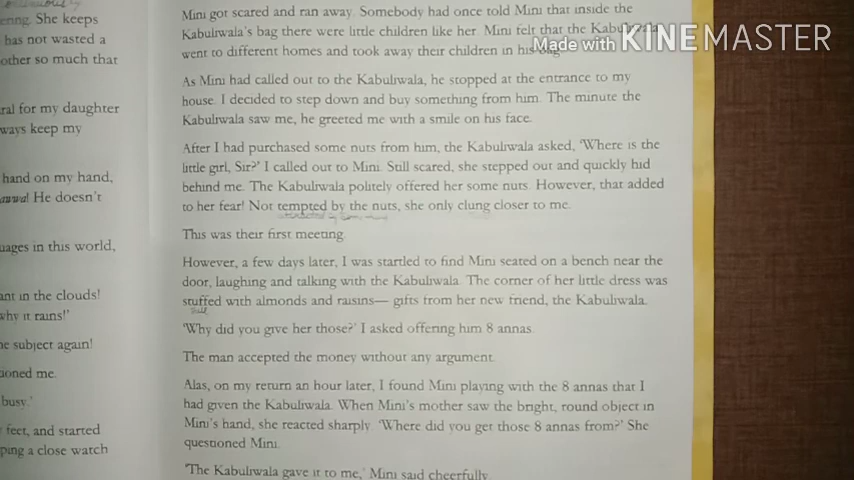 ering. She keeps
has not wasted a
other so much that
ral for my daughter
ways keep my
hand on my hand,
awwa! He doesn't
uages in this world,
ant in the clouds!
why it rains!'
e subject again!
ioned me.
busy.'
feet, and started
ping a close watch
Mini got scared and ran away. Somebody had once told Mini that inside the
Kabuliwala's bag there were little children like her. Mini felt that the Kabuliwala
went to different homes and took away their children in his bag
Made with KINEMASTER
As Mini had called out to the Kabuliwala, he stopped at the entrance to my
house. I decided to step down and buy something from him. The minute the
Kabuliwala saw me, he greeted me with a smile on his face.
After I had purchased some nuts from him, the Kabuliwala asked, 'Where is the
little girl, Sir?' I called out to Mini. Still scared, she stepped out and quickly hid
behind me. The Kabuliwala politely offered her some nuts. However, that added
to her fear! Not tempted by the nuts, she only clung closer to me.
This was their first meeting.
However, a few days later, I was startled to find Mini seated on a bench near the
door, laughing and talking with the Kabuliwala. The corner of her little dress was
stuffed with almonds and raisins— gifts from her new friend, the Kabuliwala.
'Why did you give her those?' I asked offering him 8 annas.
The man accepted the money without any argument.
Alas, on my return an hour later, I found Mini playing with the 8 annas that I
had given the Kabuliwala. When Mini's mother saw the bright, round object in
Mini's hand, she reacted sharply. 'Where did you get those 8 annas from?' She
questioned Mini.
'The Kabuliwala gave it to me,' Mini said cheerfully.